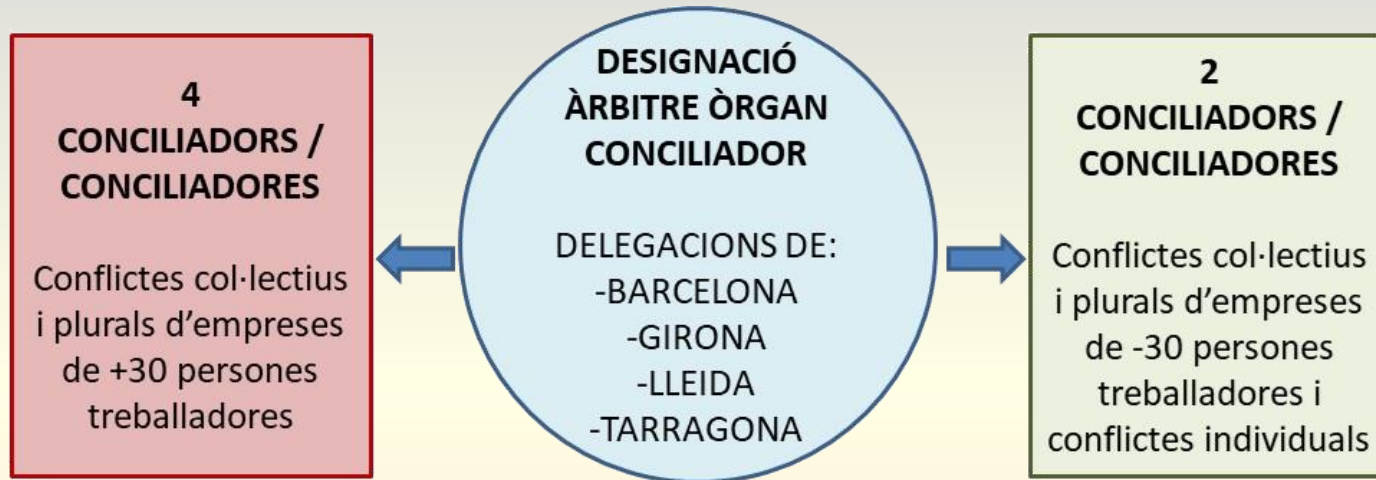 4
CONCILIADORS /
CONCILIADORES
Conflictes col·lectius
i plurals d'empreses
de +30 persones
treballadores
DESIGNACIÓ
ÀRBITRE ÒRGAN
CONCILIADOR
DELEGACIONS DE:
-BARCELONA
-GIRONA
-LLEIDA
-TARRAGONA
2
CONCILIADORS /
CONCILIADORES
Conflictes col·lectius
i plurals d'empreses
de -30 persones
treballadores i
conflictes individuals